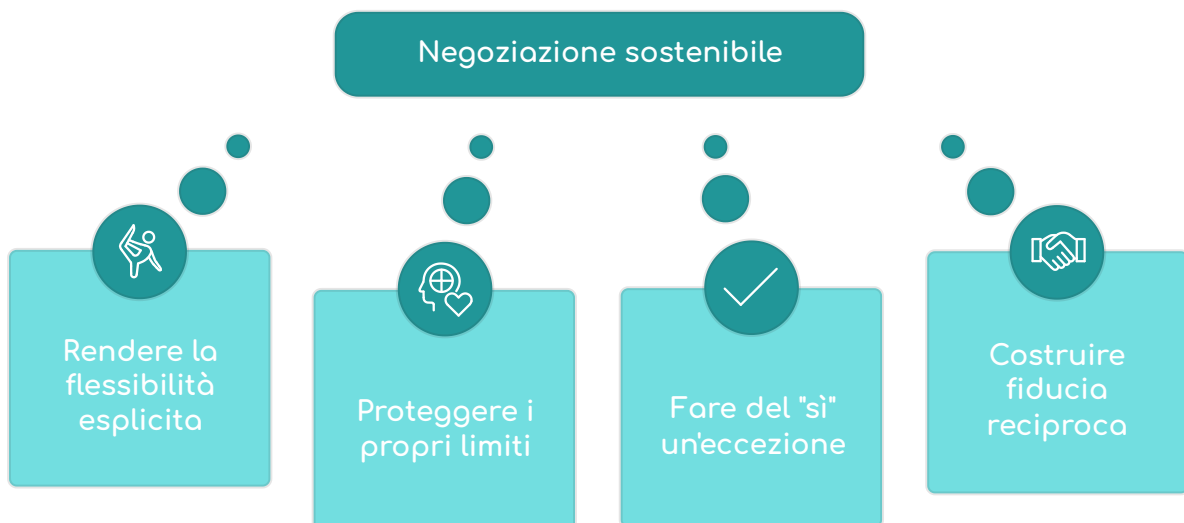 Negoziazione sostenibile
Rendere la
flessibilità
esplicita
Proteggere i
propri limiti
Fare del "sì"
un'eccezione
Costruire
fiducia
reciproca